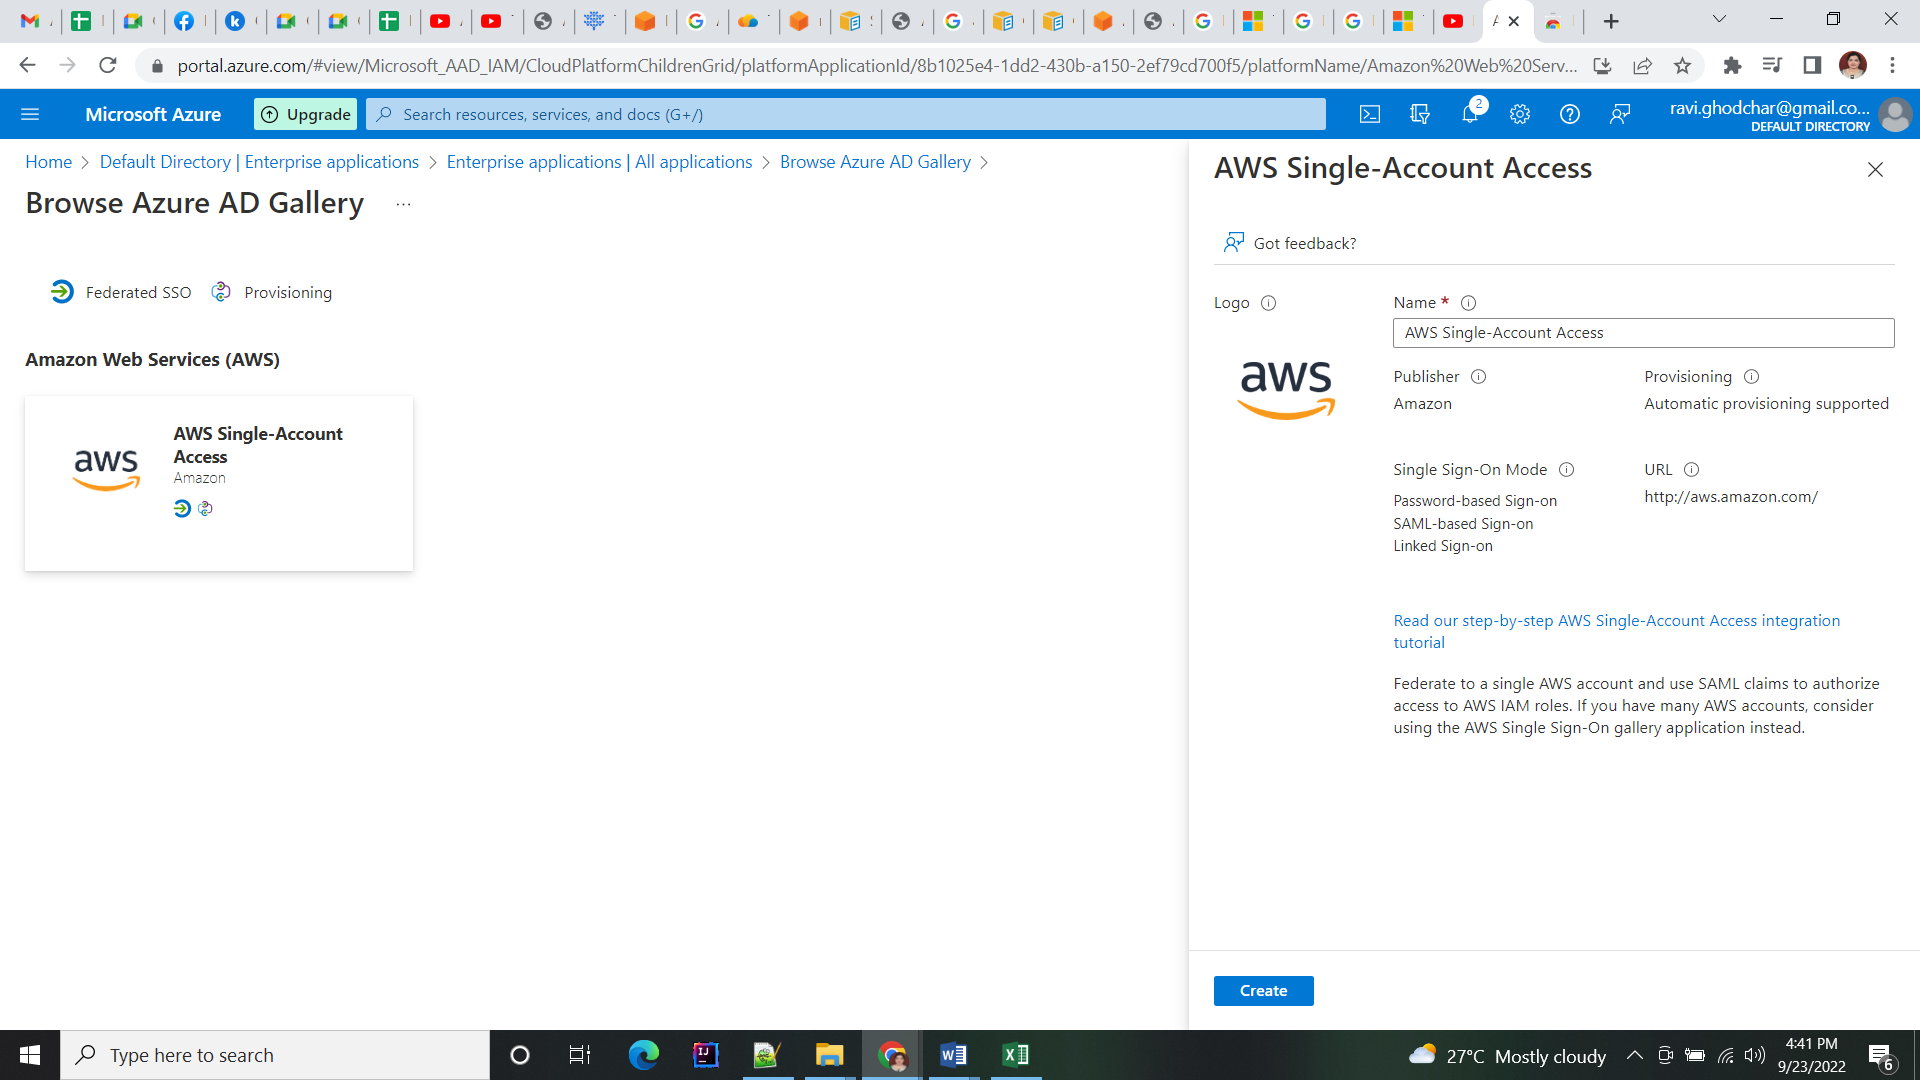 portal.azure.com/#view/Microsoft_AAD_IAM/CloudPlatformChildrenGrid/platformApplicationId/8b1025e4-1dd2-430b-a150-2ef79cd700f5/platformName/Amazon%20Web%20Serv...
Microsoft Azure
Upgrade
Search resources, services, and docs (G+/)
2
ravi.ghodchar@gmail.co...
DEFAULT DIRECTORY
Home > Default Directory | Enterprise applications > Enterprise applications | All applications > Browse Azure AD Gallery >
Browse Azure AD Gallery ...
Federated SSO Provisioning
Amazon Web Services (AWS)
aws
AWS Single-Account
Access
Amazon
AWS Single-Account Access
Got feedback?
Logo
aws
Name *
AWS Single-Account Access
Publisher
Amazon
Provisioning
Automatic provisioning supported
Single Sign-On Mode
Password-based Sign-on
SAML-based Sign-on
Linked Sign-on
URL
http://aws.amazon.com/
Read our step-by-step AWS Single-Account Access integration
tutorial
Federate to a single AWS account and use SAML claims to authorize
access to AWS IAM roles. If you have many AWS accounts, consider
using the AWS Single Sign-On gallery application instead.
Create
Type here to search
27°C Mostly cloudy
4:41 PM
9/23/2022
6